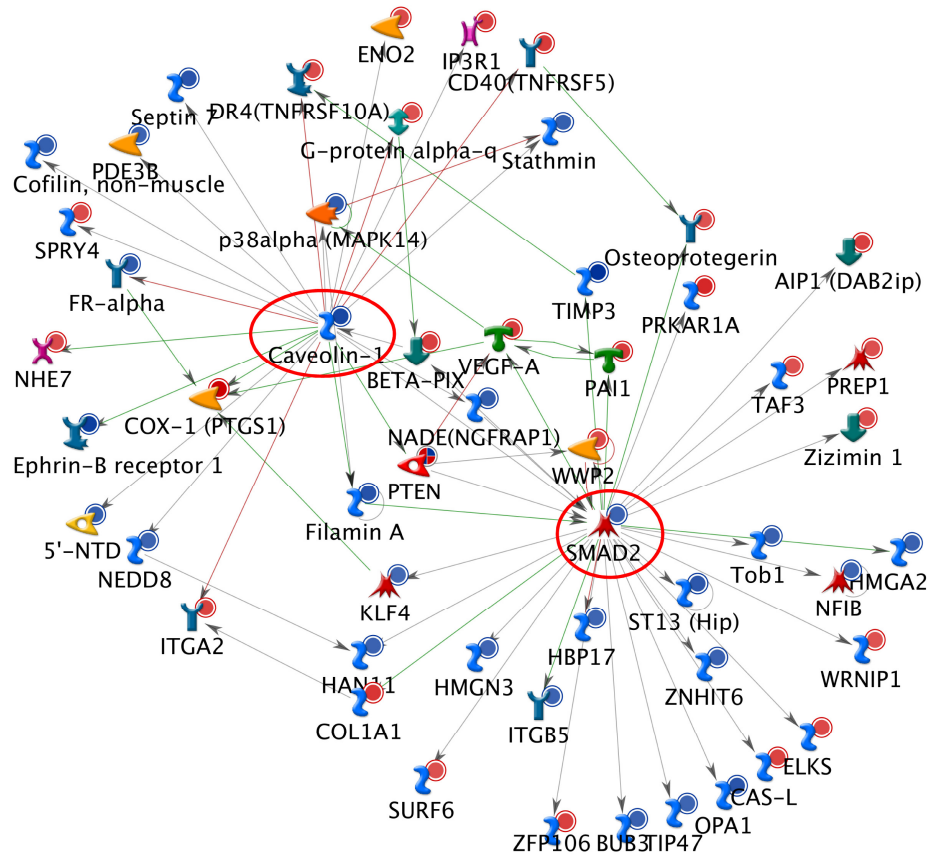 ENO2
IP3R1
CD40(TNFRSF5)
Septin 7
DR4(TNFRSF10A)
G-protein alpha-q
Stathmin
PDE3B
Cofilin, non-muscle
SPRY4
p38alpha (MAPK14)
Osteoprotegerin
AIP1 (DAB2ip)
FR-alpha
TIMP3
PRKAR1A
NHE7
Caveolin-1
BETA-PIX
VEGF-A
PAI1
TAF3
PREP1
COX-1 (PTGS1)
NADE(NGFRAP1)
Ephrin-B receptor 1
PTEN
WWP2
Zizimin 1
Filamin A
5'-NTD
NEDD8
SMAD2
Tob1
HMGA2
NFIB
KLF4
ST13 (Hip)
ITGA2
HAN11
HMGN3
HBP17
ZNHIT6
WRNIP1
COL1A1
ITGB5
ELKS
CAS-L
SURF6
OPA1
ZFP106
BUB3
TIP47